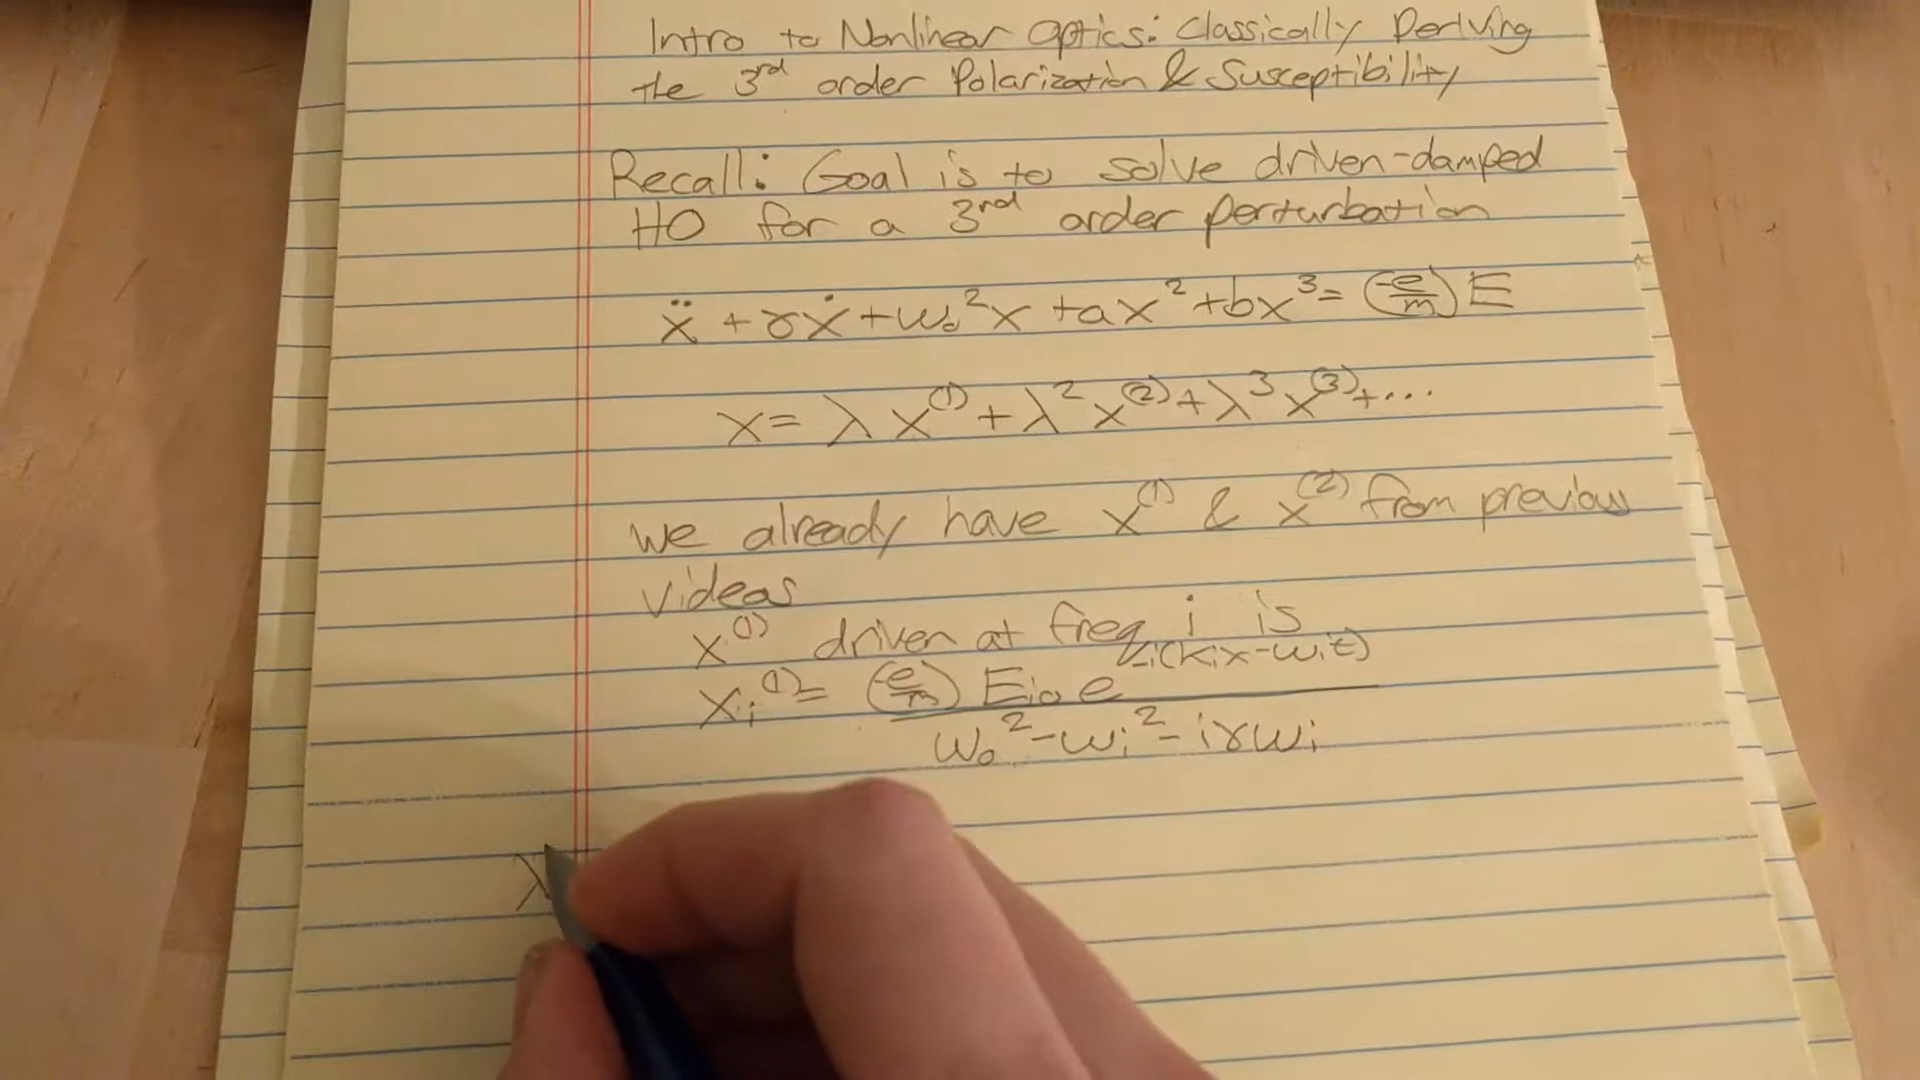 Intro to Nonlinear Optics: Classically Deriving
the 3rd order Polarization & Susceptibility
Recall: Goal is to solve driven-damped
HO for a 3rd order perturbation
ẍ + γẋ + ω₀²x + ax² + bx³ = (-e/m) E
x = λx⁽¹⁾ + λ²x⁽²⁾ + λ³x⁽³⁾ + ...
we already have x⁽¹⁾ & x⁽²⁾ from previous
videos
x⁽¹⁾ driven at freq i is
xᵢ⁽¹⁾ = (-e/m) Eᵢ₀ e^(i(kᵢx-ωᵢt))
ω₀² - ωᵢ² - iγωᵢ
x